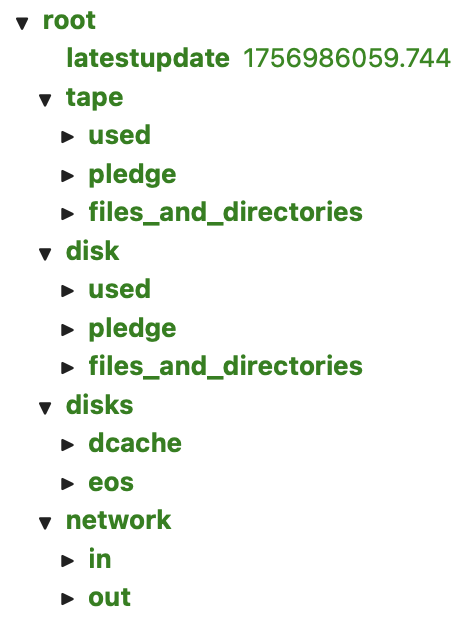 root
latestupdate 1756986059.744
tape
used
pledge
files_and_directories
disk
used
pledge
files_and_directories
disks
dcache
eos
network
in
out